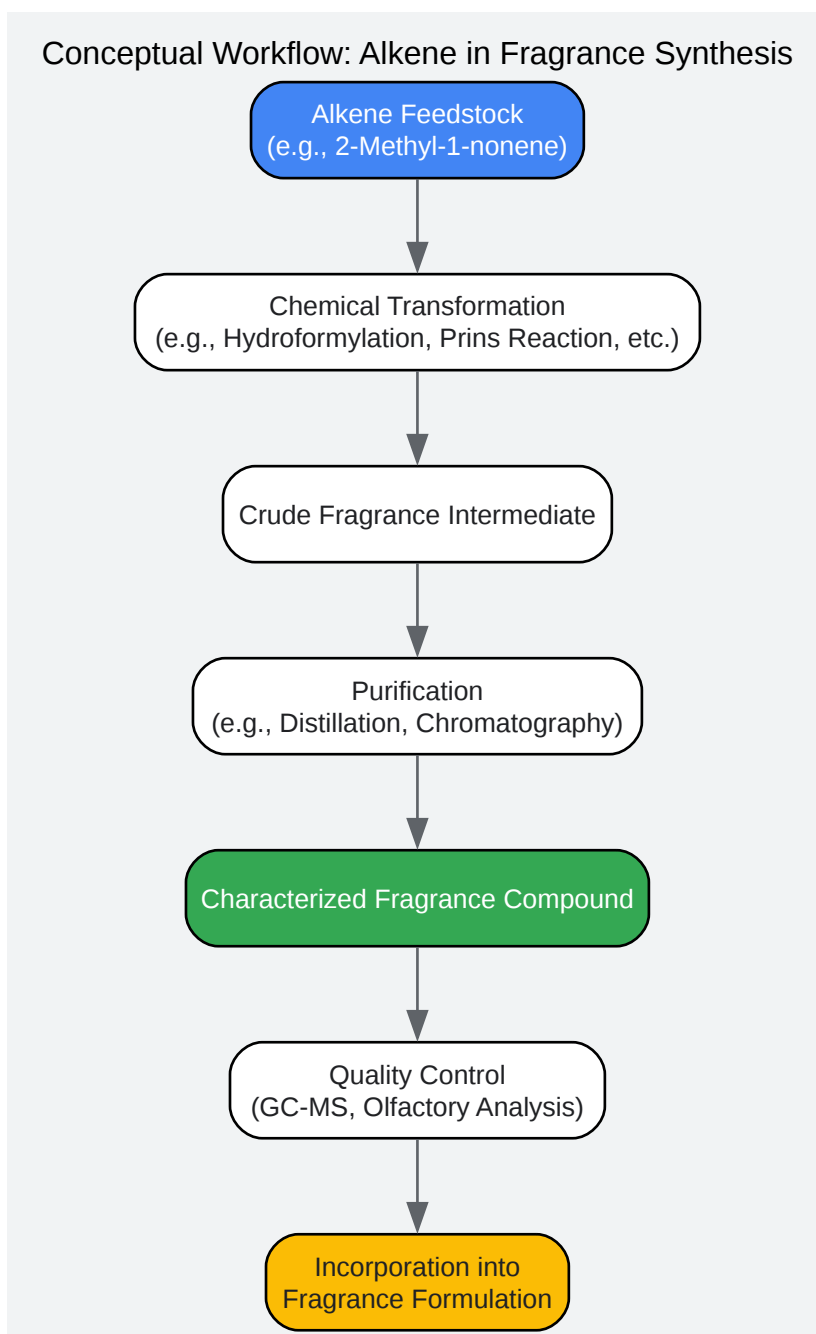 Conceptual Workflow: Alkene in Fragrance Synthesis
Alkene Feedstock
(e.g., 2-Methyl-1-nonene)
Chemical Transformation
(e.g., Hydroformylation, Prins Reaction, etc.)
Crude Fragrance Intermediate
Purification
(e.g., Distillation, Chromatography)
Characterized Fragrance Compound
Quality Control
(GC-MS, Olfactory Analysis)
Incorporation into
Fragrance Formulation